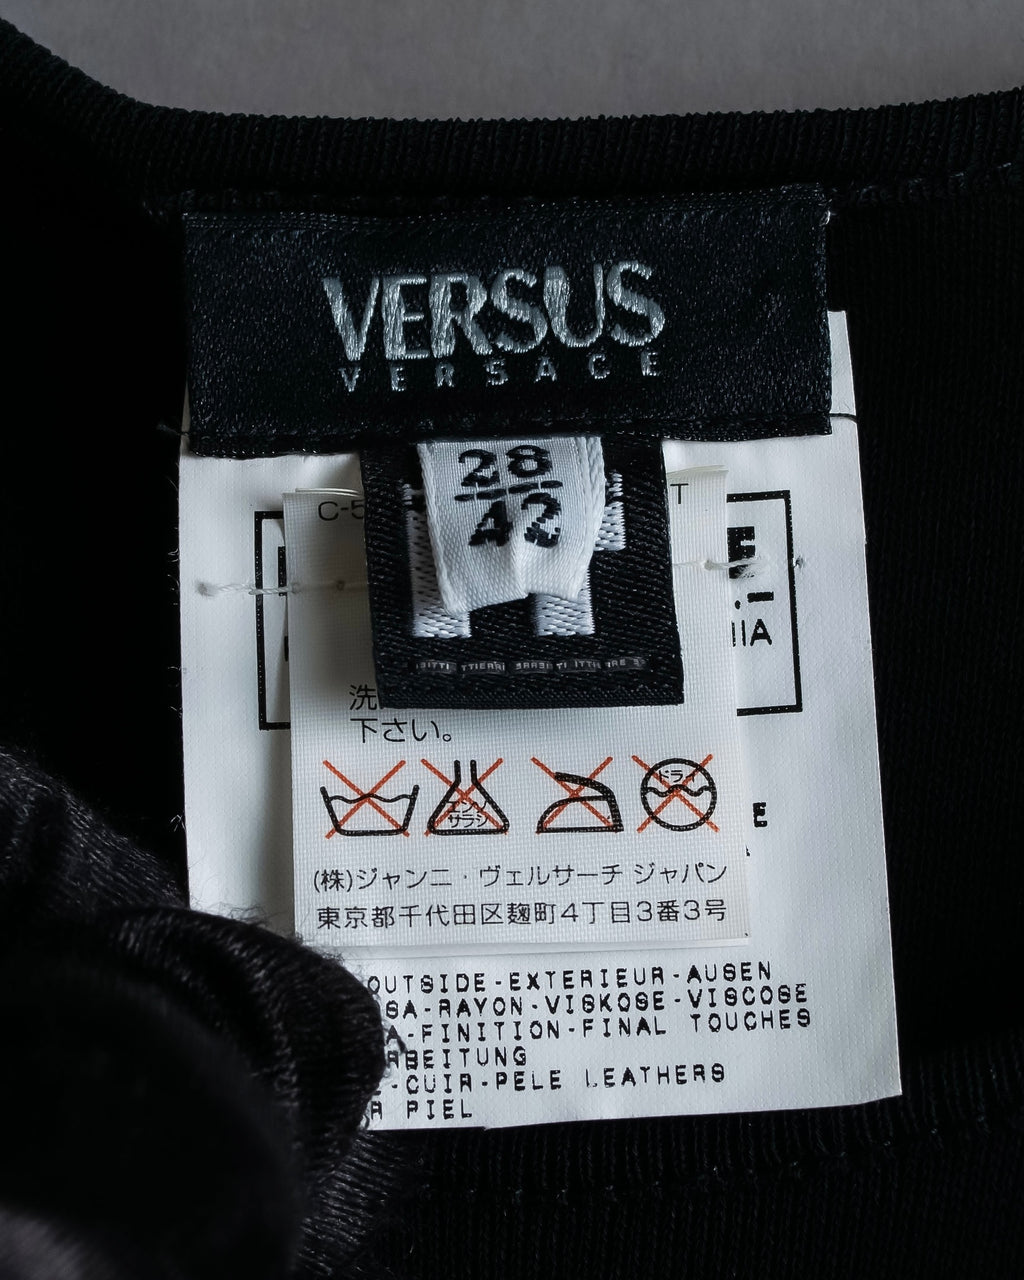 VERSUS
VERSACE
28
42
C-5
T
E
IIA
ITTIERRE
洗
下さい。
エンソ
サラシ
ドライ
E
(株)ジャンニ・ヴェルサーチ ジャパン
東京都千代田区麹町4丁目3番3号
OUTSIDE-EXTERIEUR-AUSEN
SA-RAYON-VISKOSE-VISCOSE
A-FINITION-FINAL TOUCHES
RBEITUNG
-CUIR-PELE LEATHERS
R PIEL